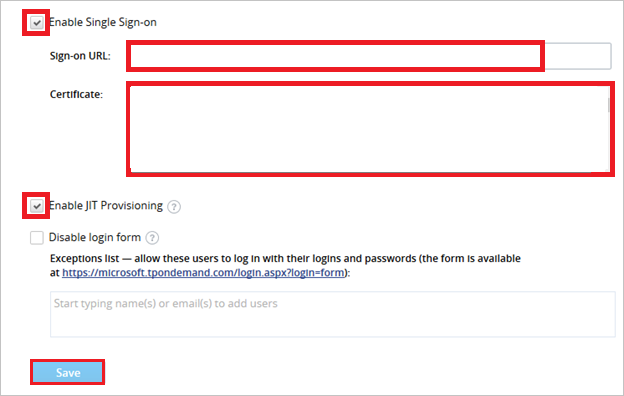 Enable Single Sign-on
Sign-on URL:
Certificate:
Enable JIT Provisioning ?
Disable login form ?
Exceptions list — allow these users to log in with their logins and passwords (the form is available
at https://microsoft.tpondemand.com/login.aspx?login=form):
Start typing name(s) or email(s) to add users
Save